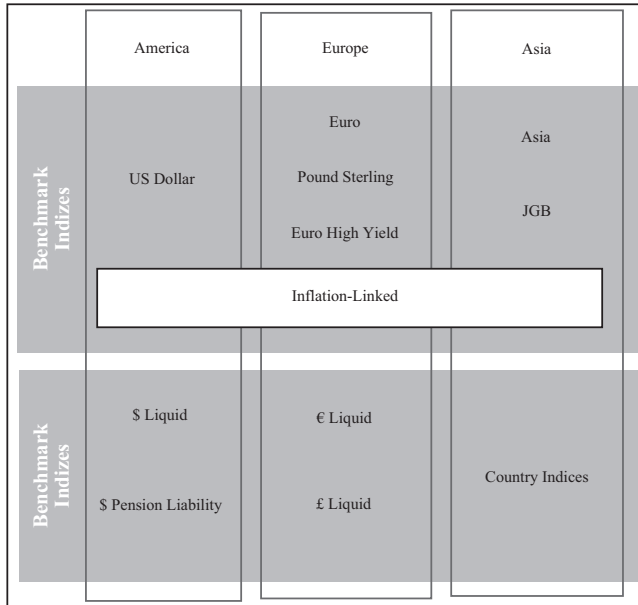 America
Europe
Asia
Benchmark
Indizes
US Dollar
Euro
Pound Sterling
Euro High Yield
Asia
JGB
Inflation-Linked
Benchmark
Indizes
$ Liquid
$ Pension Liability
€ Liquid
£ Liquid
Country Indices